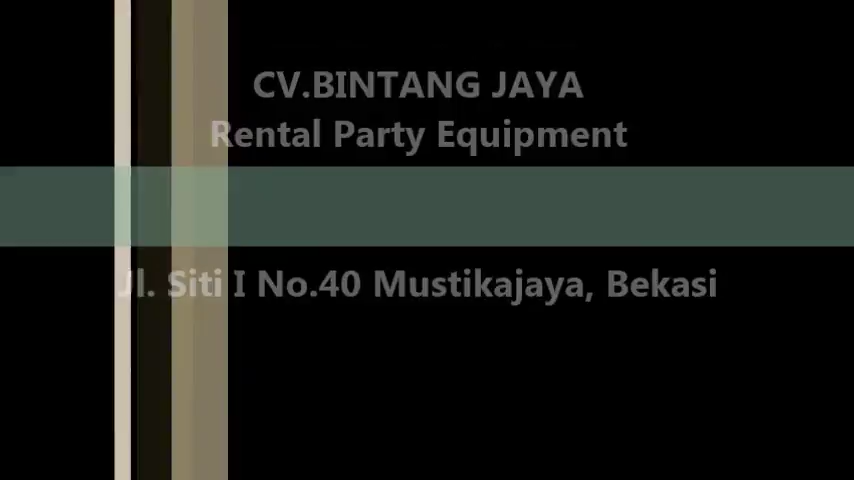 CV.BINTANG JAYA
Rental Party Equipment
Jl. Siti I No.40 Mustikajaya, Bekasi